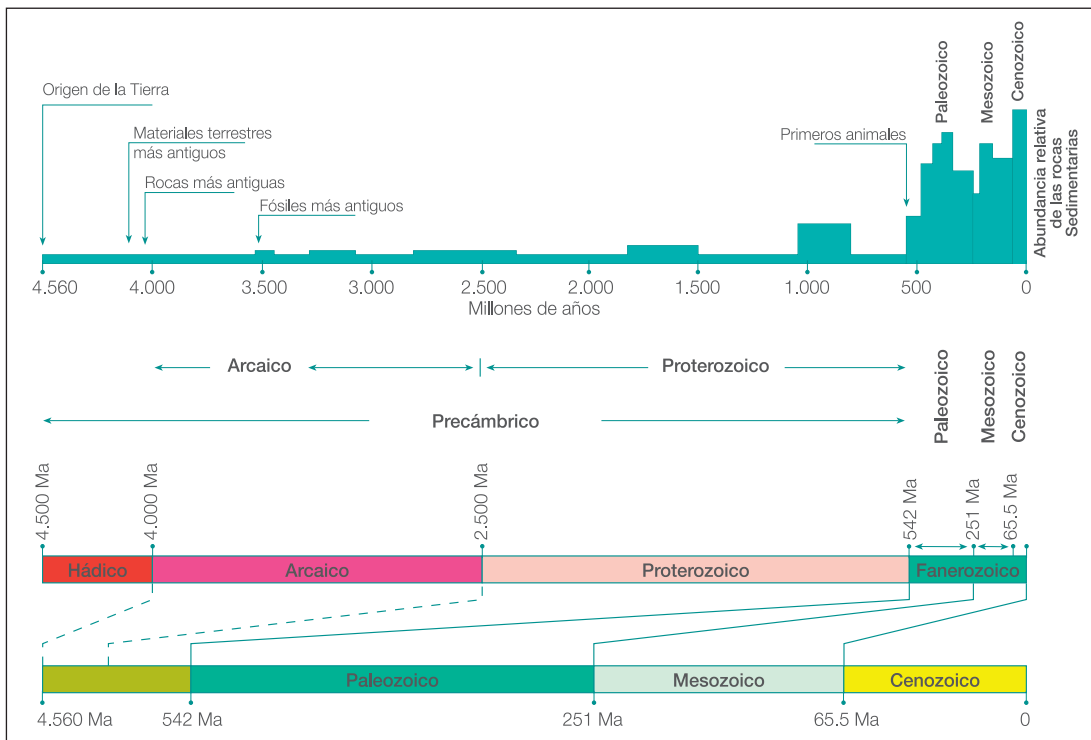 Paleozoico
Mesozoico
Cenozoico
Origen de la Tierra
Materiales terrestres
más antiguos
Rocas más antiguas
Fósiles más antiguos
Primeros animales
Abundancia relativa
de las rocas
Sedimentarias
4.560
4.000
3.500
3.000
2.500
2.000
1.500
1.000
500
0
Millones de años
Arcaico
Proterozoico
Precámbrico
Paleozoico
Mesozoico
Cenozoico
4.500 Ma
4.000 Ma
2.500 Ma
542 Ma
251 Ma
65.5 Ma
Hádico
Arcaico
Proterozoico
Fanerozoico
Paleozoico
Mesozoico
Cenozoico
4.560 Ma
542 Ma
251 Ma
65.5 Ma
0